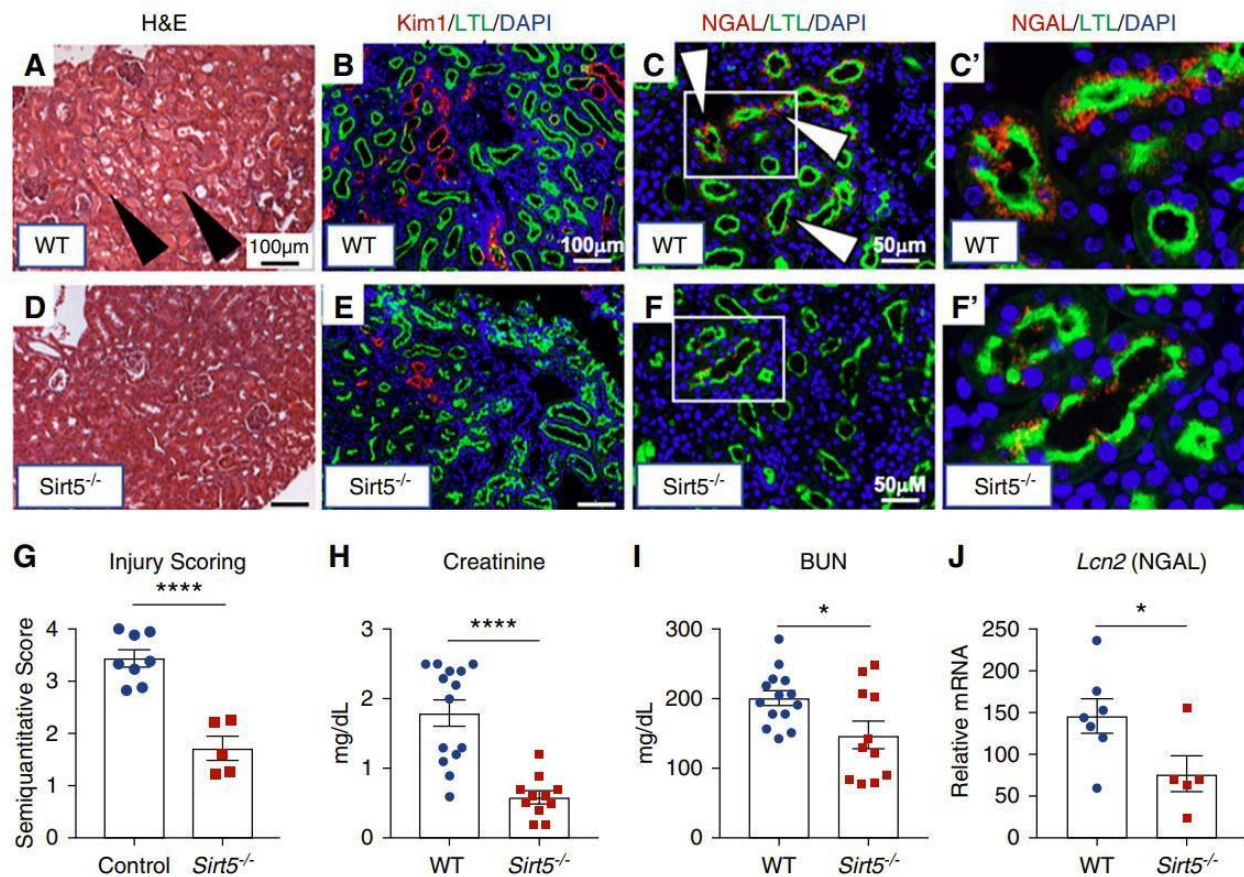 H&E
Kim1/LTL/DAPI
NGAL/LTL/DAPI
NGAL/LTL/DAPI
A
B
C
C'
WT
100μm
WT
100μm
WT
50μm
WT
D
E
F
F'
Sirt5-/-
Sirt5-/-
Sirt5-/-
50μM
Sirt5-/-
G
Injury Scoring
****
Semiquantitative Score
4
3
2
1
0
Control
Sirt5-/-
H
Creatinine
****
mg/dL
3
2
1
0
WT
Sirt5-/-
I
BUN
*
mg/dL
300
200
100
0
WT
Sirt5-/-
J
Lcn2 (NGAL)
*
Relative mRNA
250
200
150
100
50
0
WT
Sirt5-/-